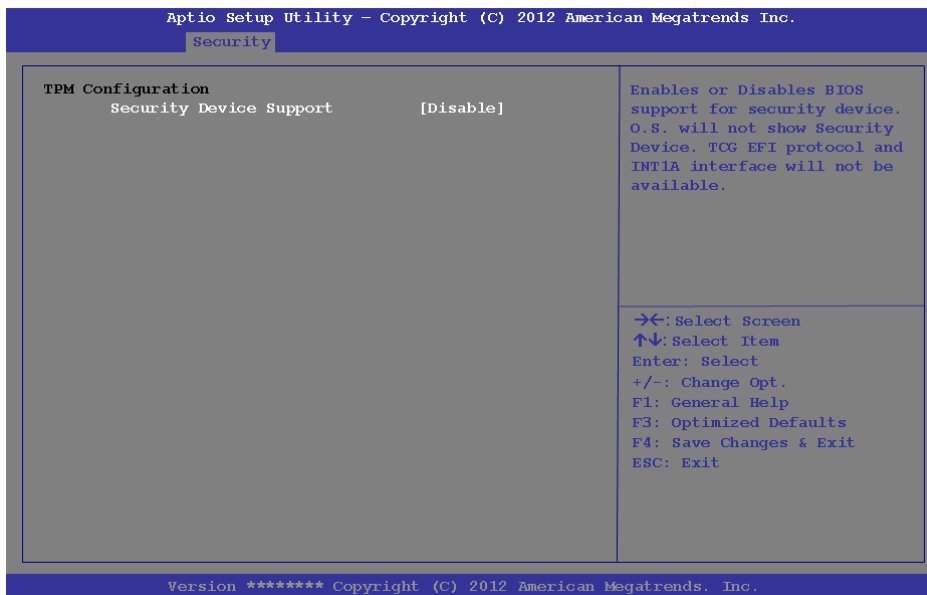 Aptio Setup Utility – Copyright (C) 2012 American Megatrends Inc.
Security
TPM Configuration
Security Device Support [Disable]
Enables or Disables BIOS
support for security device.
O.S. will not show Security
Device. TCG EFI protocol and
INT1A interface will not be
available.
→←:Select Screen
↑↓:Select Item
Enter: Select
+/-: Change Opt.
F1: General Help
F3: Optimized Defaults
F4: Save Changes & Exit
ESC: Exit
Version ******** Copyright (C) 2012 American Megatrends. Inc.